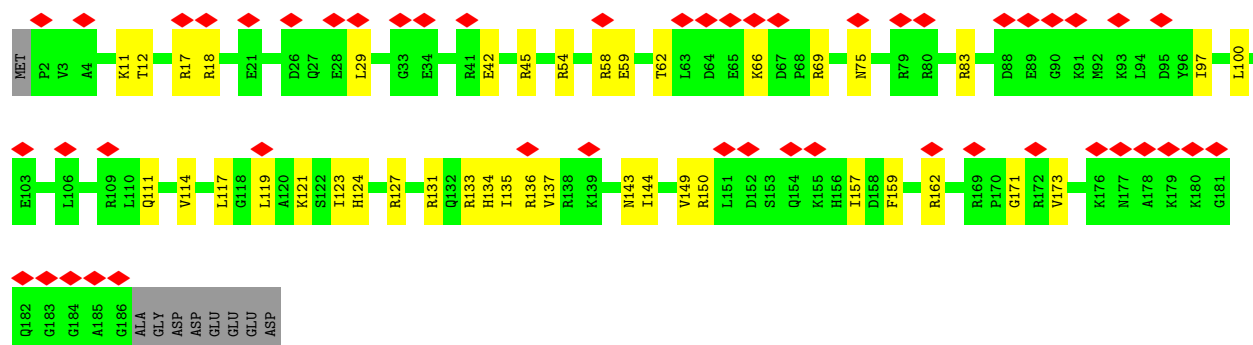 MET P2 V3 A4 K11 T12 R17 R18 E21 D26 Q27 E28 L29 G33 E34 R41 E42 R45 R54 R58 E59 T62 L63 D64 E65 K66 D67 P68 R69 N75 R79 R80 R83 D88 E89 G90 K91 M92 K93 L94 D95 Y96 I97 L100
E103 L106 R109 L110 Q111 V114 L117 G118 L119 A120 K121 S122 I123 H124 R127 R131 Q132 R133 H134 I135 R136 V137 R138 K139 N143 I144 V149 R150 L151 D152 S153 Q154 K155 H156 I157 D158 F159 R162 R169 P170 G171 R172 V173 K176 N177 A178 K179 K180 G181
Q182 G183 G184 A185 G186 ALA GLY ASP ASP GLU GLU GLU ASP